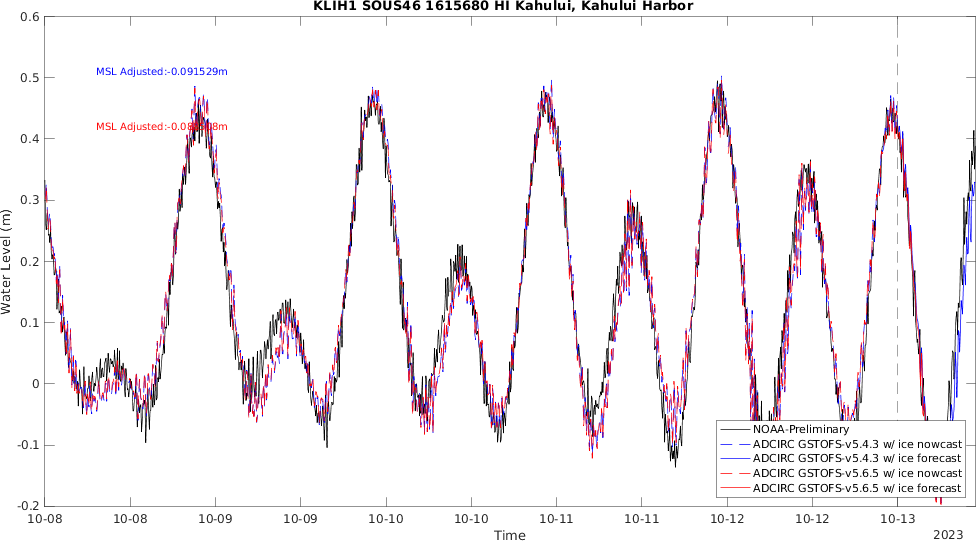 KLIH1 SOUS46 1615680 HI Kahului, Kahului Harbor
0.6
0.5
0.4
0.3
0.2
0.1
0
-0.1
-0.2
Water Level (m)
MSL Adjusted:-0.091529m
MSL
NOAA-Preliminary
ADCIRC GSTOFS-v5.4.3 w/ ice nowcast
ADCIRC GSTOFS-v5.4.3 w/ ice forecast
ADCIRC GSTOFS-v5.6.5 w/ ice nowcast
ADCIRC GSTOFS-v5.6.5 w/ ice forecast
10-08 10-08 10-09 10-09 10-10 10-10 10-11 10-11 10-12 10-12 10-13
Time
2023